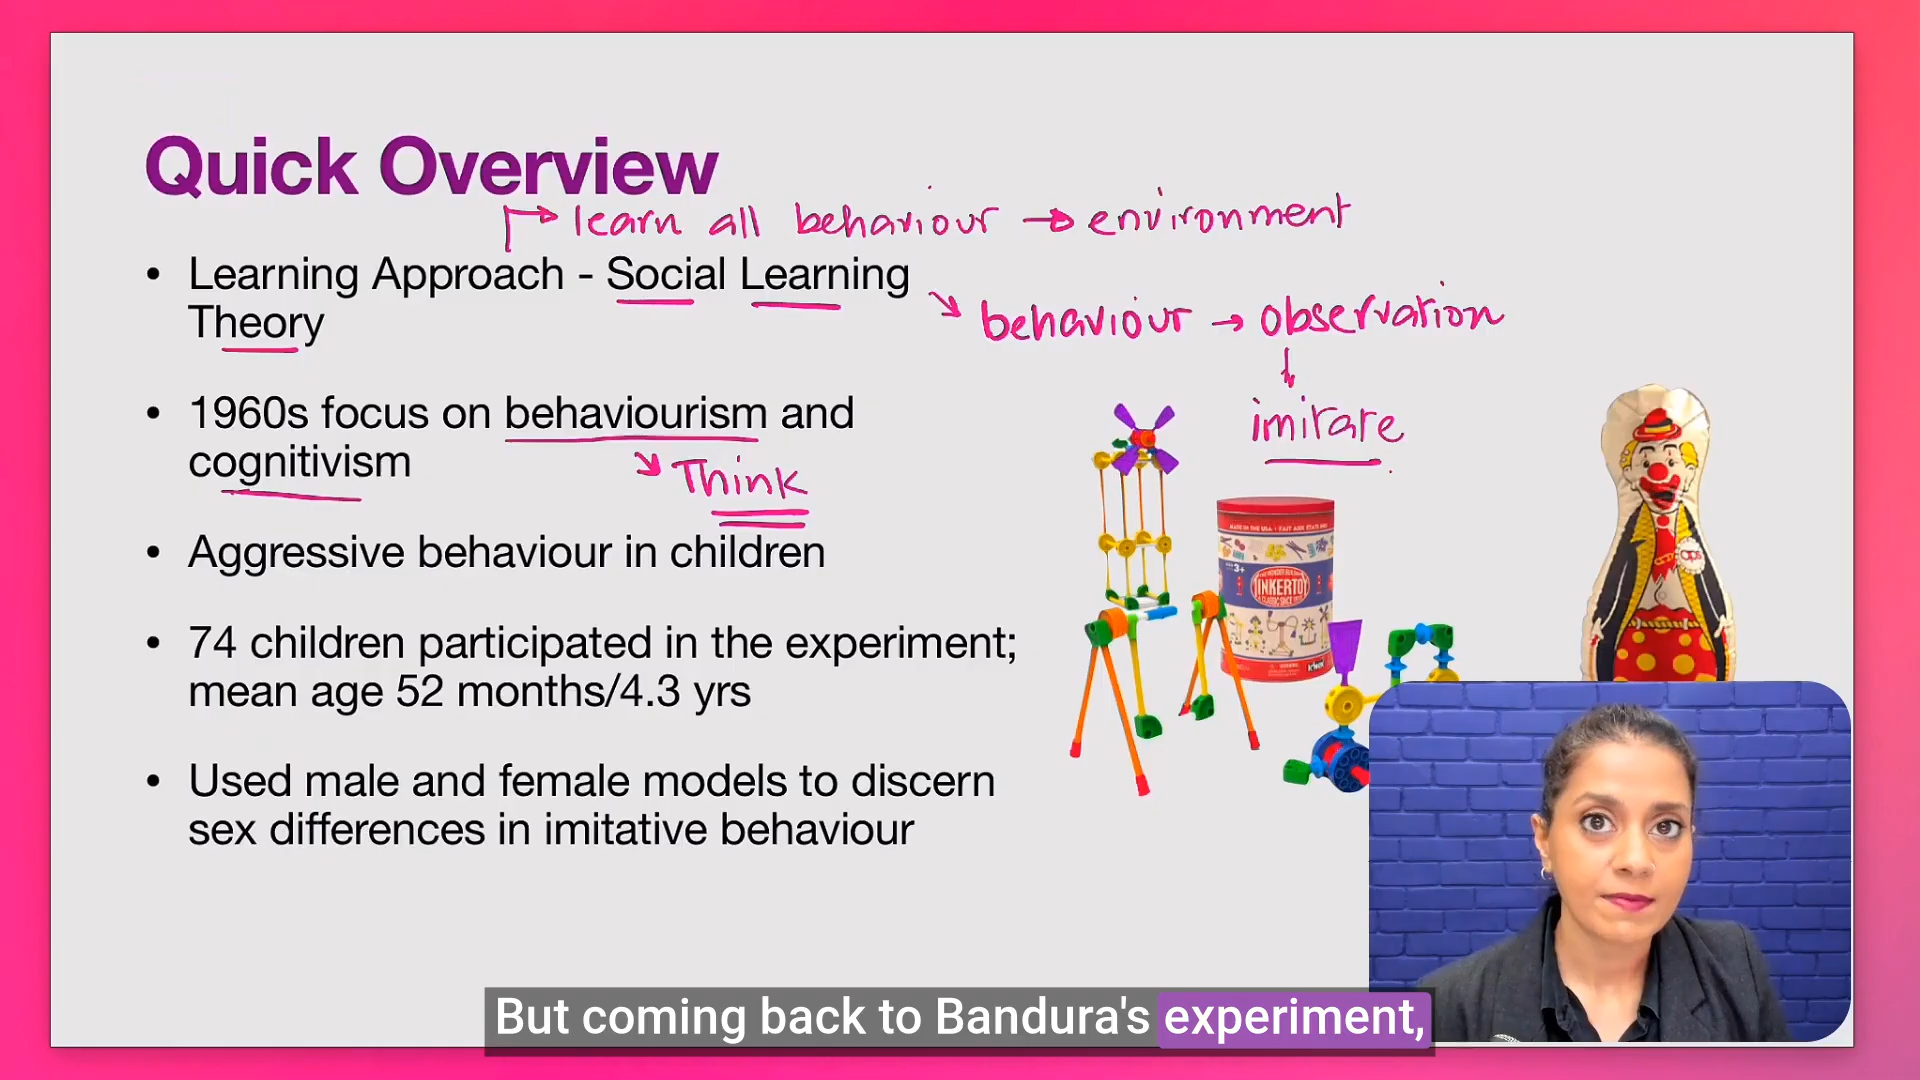 Quick Overview
learn all behaviour → environment
• Learning Approach - Social Learning
Theory
behaviour → observation
imitate
• 1960s focus on behaviourism and
cognitivism
Think
• Aggressive behaviour in children
• 74 children participated in the experiment;
mean age 52 months/4.3 yrs
• Used male and female models to discern
sex differences in imitative behaviour
3+
TINKERTOY
K'NEX
But coming back to Bandura's experiment,